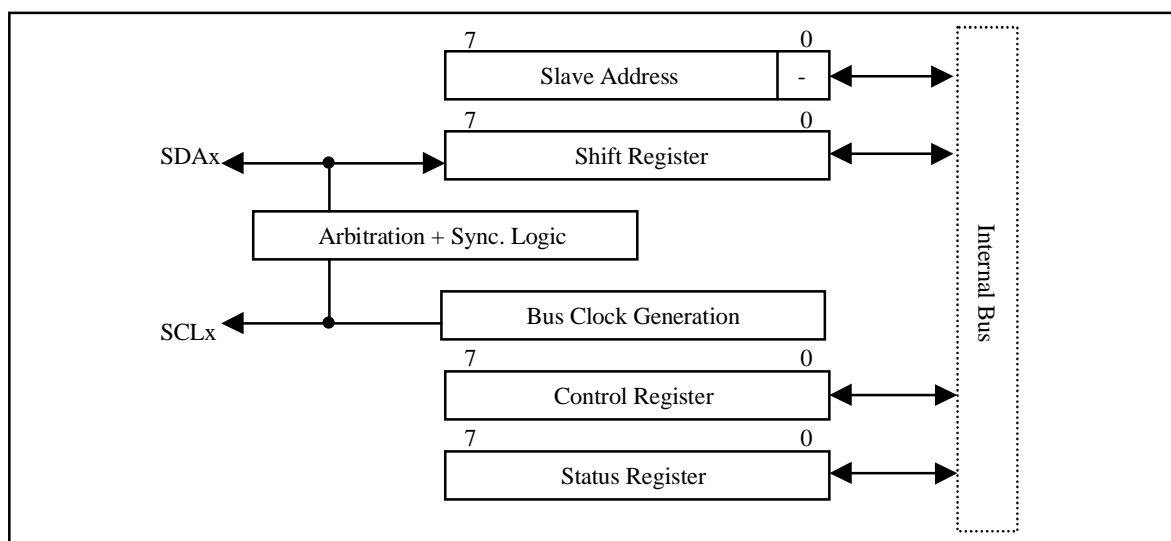 7 0
Slave Address -
7 0
SDAx Shift Register
Arbitration + Sync. Logic
SCLx Bus Clock Generation
7 0
Control Register
7 0
Status Register
Internal Bus